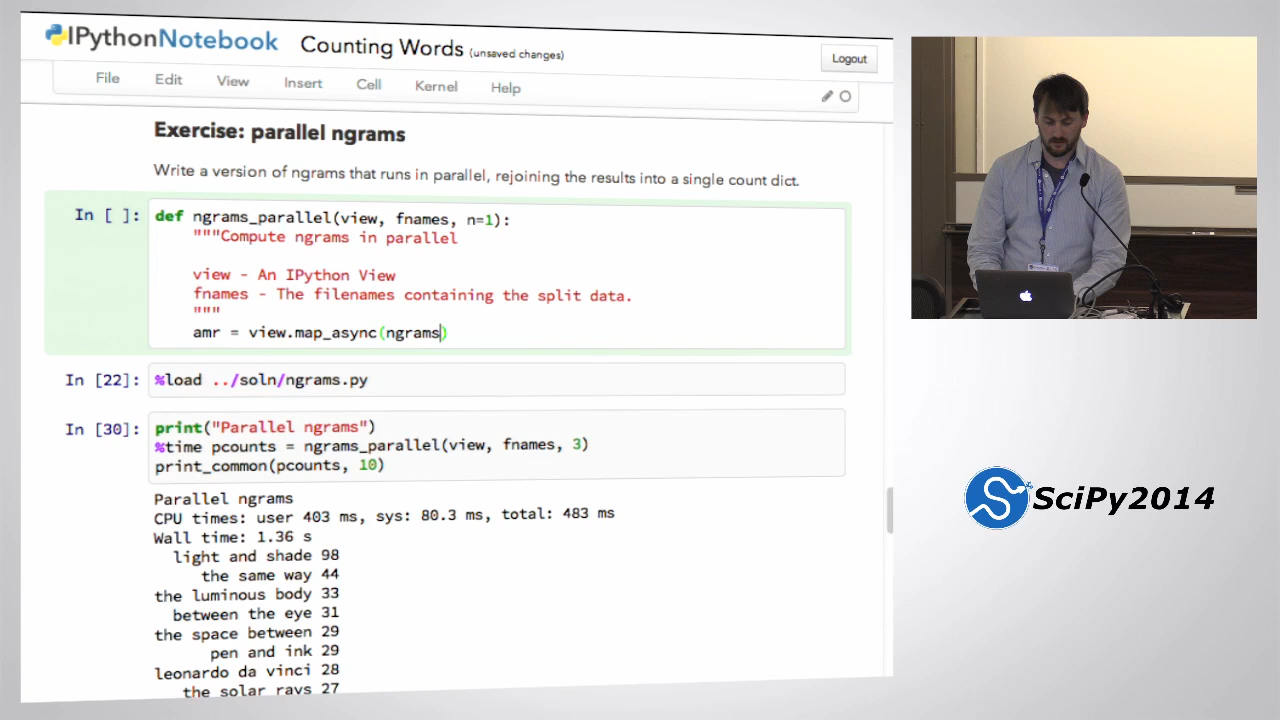 IPythonNotebook Counting Words (unsaved changes)
Logout
File Edit View Insert Cell Kernel Help
Exercise: parallel ngrams
Write a version of ngrams that runs in parallel, rejoining the results into a single count dict.
In [ ]: def ngrams_parallel(view, fnames, n=1):
"""Compute ngrams in parallel
view - An IPython View
fnames - The filenames containing the split data.
"""
amr = view.map_async(ngrams)
In [22]: %load ../soln/ngrams.py
In [30]: print("Parallel ngrams")
%time pcounts = ngrams_parallel(view, fnames, 3)
print_common(pcounts, 10)
Parallel ngrams
CPU times: user 403 ms, sys: 80.3 ms, total: 483 ms
Wall time: 1.36 s
light and shade 98
the same way 44
the luminous body 33
between the eye 31
the space between 29
pen and ink 29
leonardo da vinci 28
the solar rays 27
SciPy2014